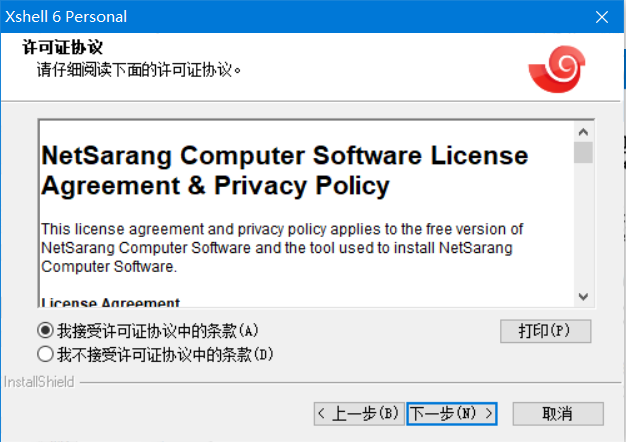 Xshell 6 Personal
许可证协议
请仔细阅读下面的许可证协议。
NetSarang Computer Software License
Agreement & Privacy Policy
This license agreement and privacy policy applies to the free version of
NetSarang Computer Software and the tool used to install NetSarang
Computer Software.
License Agreement
我接受许可证协议中的条款(A)
打印(P)
我不接受许可证协议中的条款(D)
InstallShield
< 上一步(B)
下一步(N) >
取消